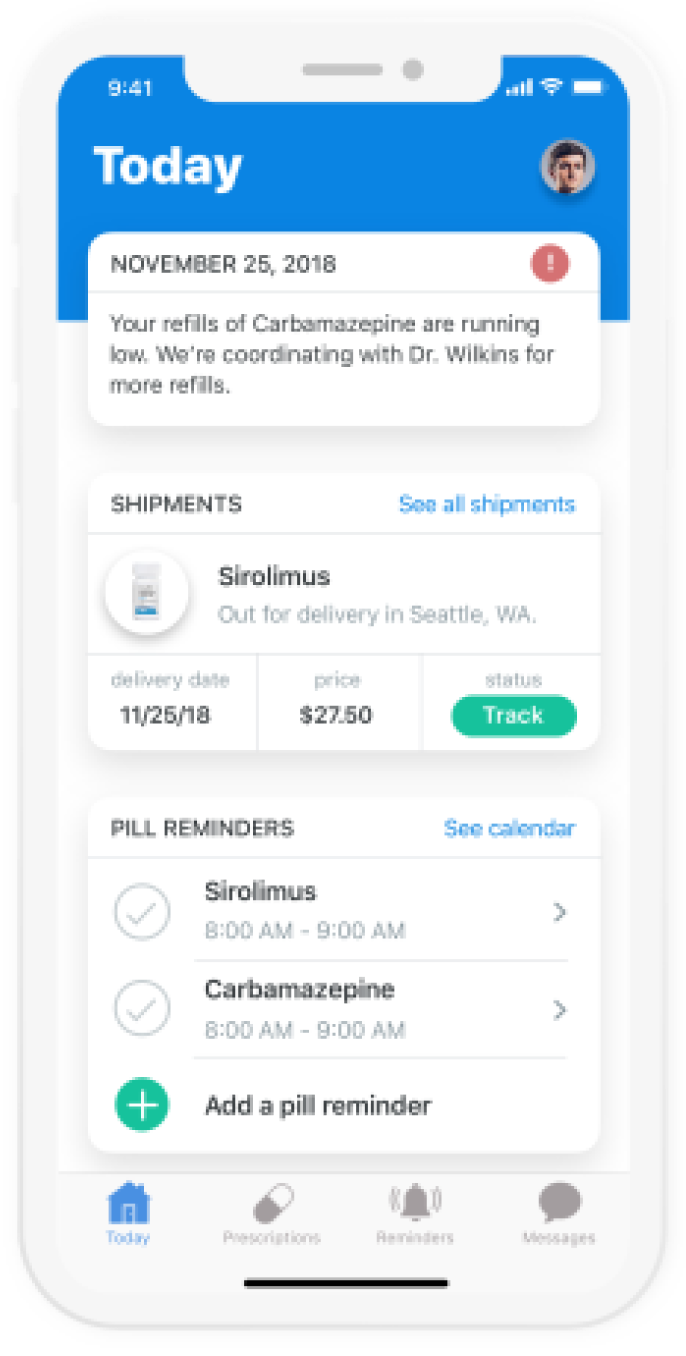 9:41
Today
NOVEMBER 25, 2018
!
Your refills of Carbamazepine are running
low. We're coordinating with Dr. Wilkins for
more refills.
SHIPMENTS See all shipments
Sirolimus
Out for delivery in Seattle, WA.
delivery date price status
11/25/18 $27.50 Track
PILL REMINDERS See calendar
Sirolimus
8:00 AM - 9:00 AM
Carbamazepine
8:00 AM - 9:00 AM
Add a pill reminder
Today Prescriptions Reminders Messages